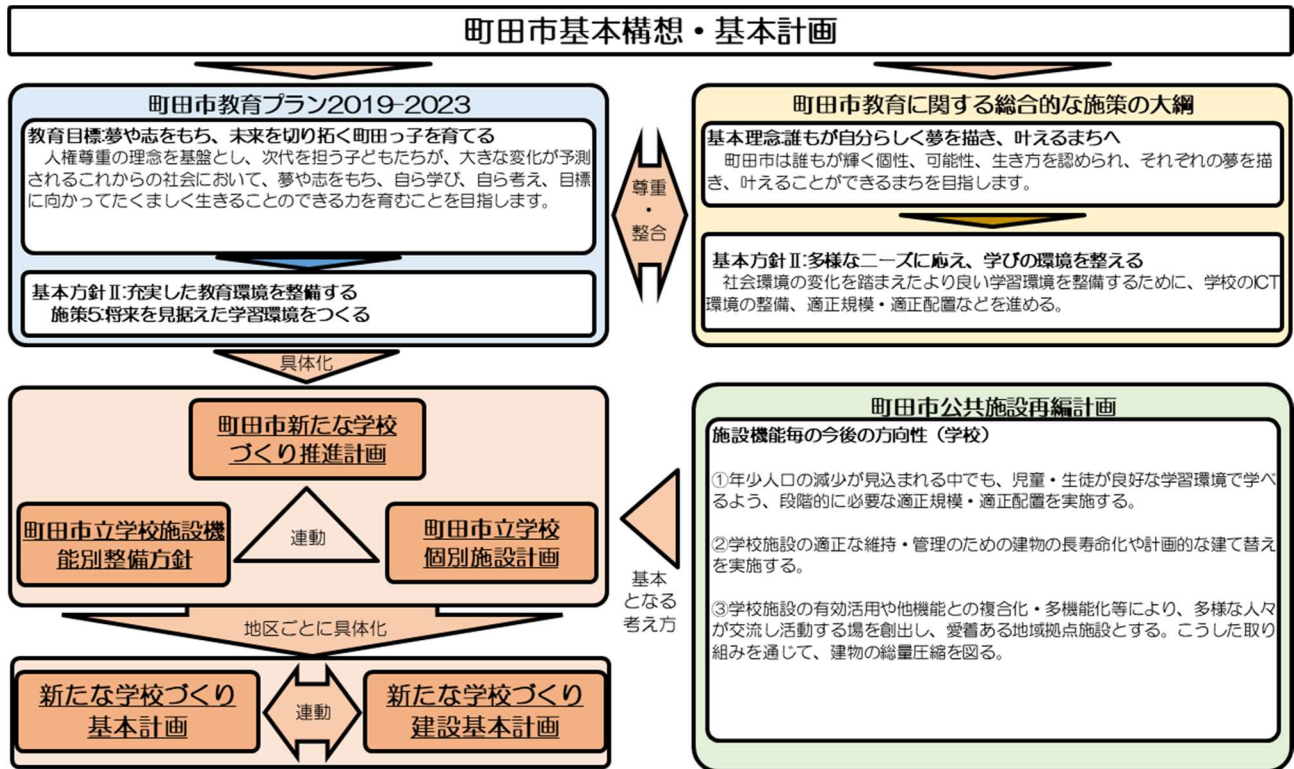 町田市基本構想・基本計画
町田市教育プラン2019-2023
教育目標:夢や志をもち、未来を切り拓く町田っ子を育てる
人権尊重の理念を基盤とし、次代を担う子どもたちが、大きな変化が予測
されるこれからの社会において、夢や志をもち、自ら学び、自ら考え、目標
に向かってたくましく生きることのできる力を育むことを目指します。
基本方針Ⅱ:充実した教育環境を整備する
施策5:将来を見据えた学習環境をつくる
尊重
・
整合
町田市教育に関する総合的な施策の大綱
基本理念:誰もが自分らしく夢を描き、叶えるまちへ
町田市は誰もが輝く個性、可能性、生き方を認められ、それぞれの夢を描
き、叶えることができるまちを目指します。
基本方針Ⅱ:多様なニーズに応え、学びの環境を整える
社会環境の変化を踏まえたより良い学習環境を整備するために、学校のICT
環境の整備、適正規模・適正配置などを進める。
具体化
町田市新たな学校
づくり推進計画
町田市立学校施設機
能別整備方針
連動
町田市立学校
個別施設計画
地区ごとに具体化
新たな学校づくり
基本計画
連動
新たな学校づくり
建設基本計画
基本
となる
考え方
町田市公共施設再編計画
施設機能毎の今後の方向性（学校）
①年少人口の減少が見込まれる中でも、児童・生徒が良好な学習環境で学べ
るよう、段階的に必要な適正規模・適正配置を実施する。
②学校施設の適正な維持・管理のための建物の長寿命化や計画的な建て替え
を実施する。
③学校施設の有効活用や他機能との複合化・多機能化等により、多様な人々
が交流し活動する場を創出し、愛着ある地域拠点施設とする。こうした取り
組みを通じて、建物の総量圧縮を図る。